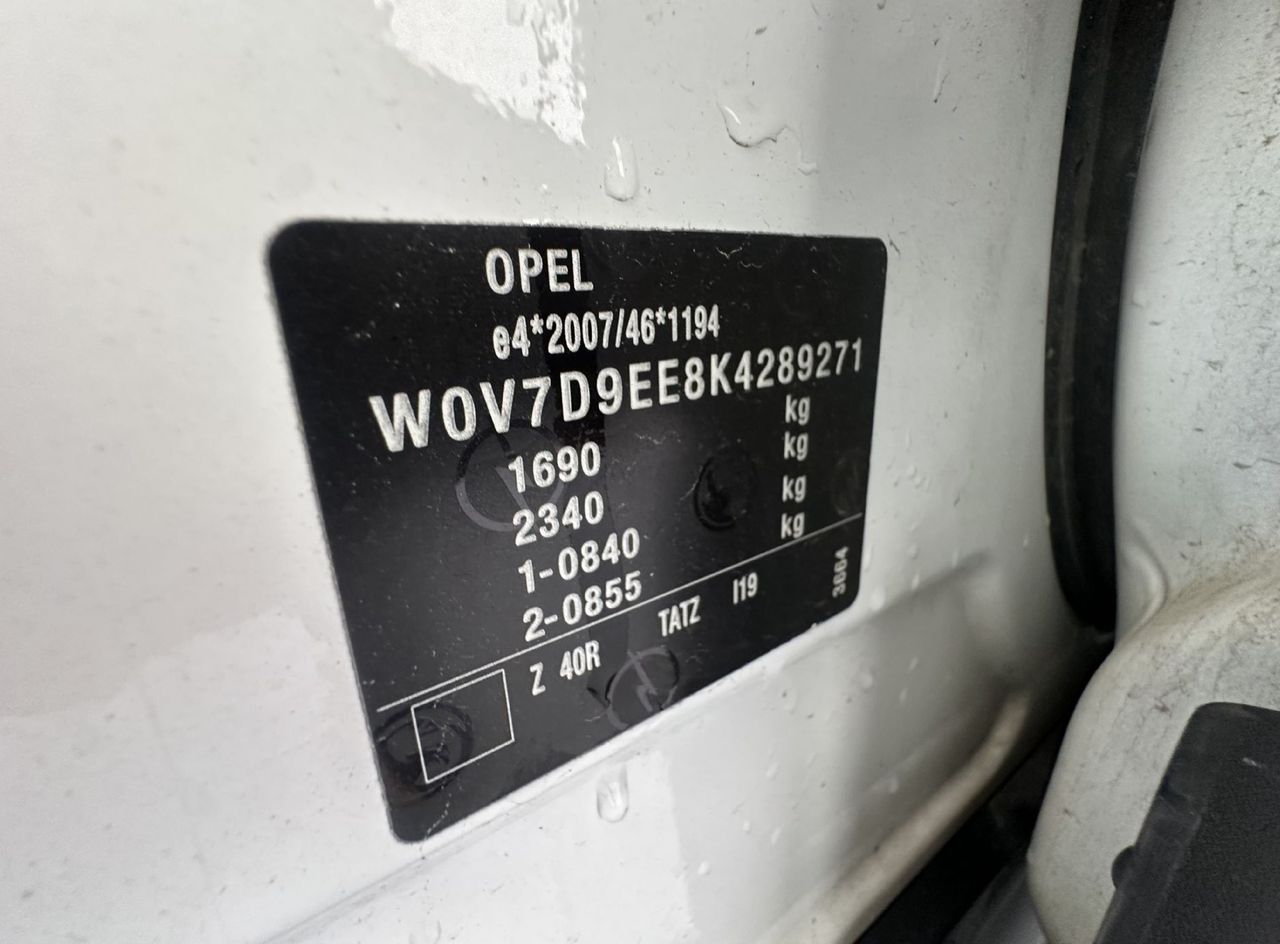 OPEL
e4*2007/46*1194
W0V7D9EE8K4289271
1690 kg
2340 kg
1-0840 kg
2-0855 kg
Z 40R TATZ I19
3664